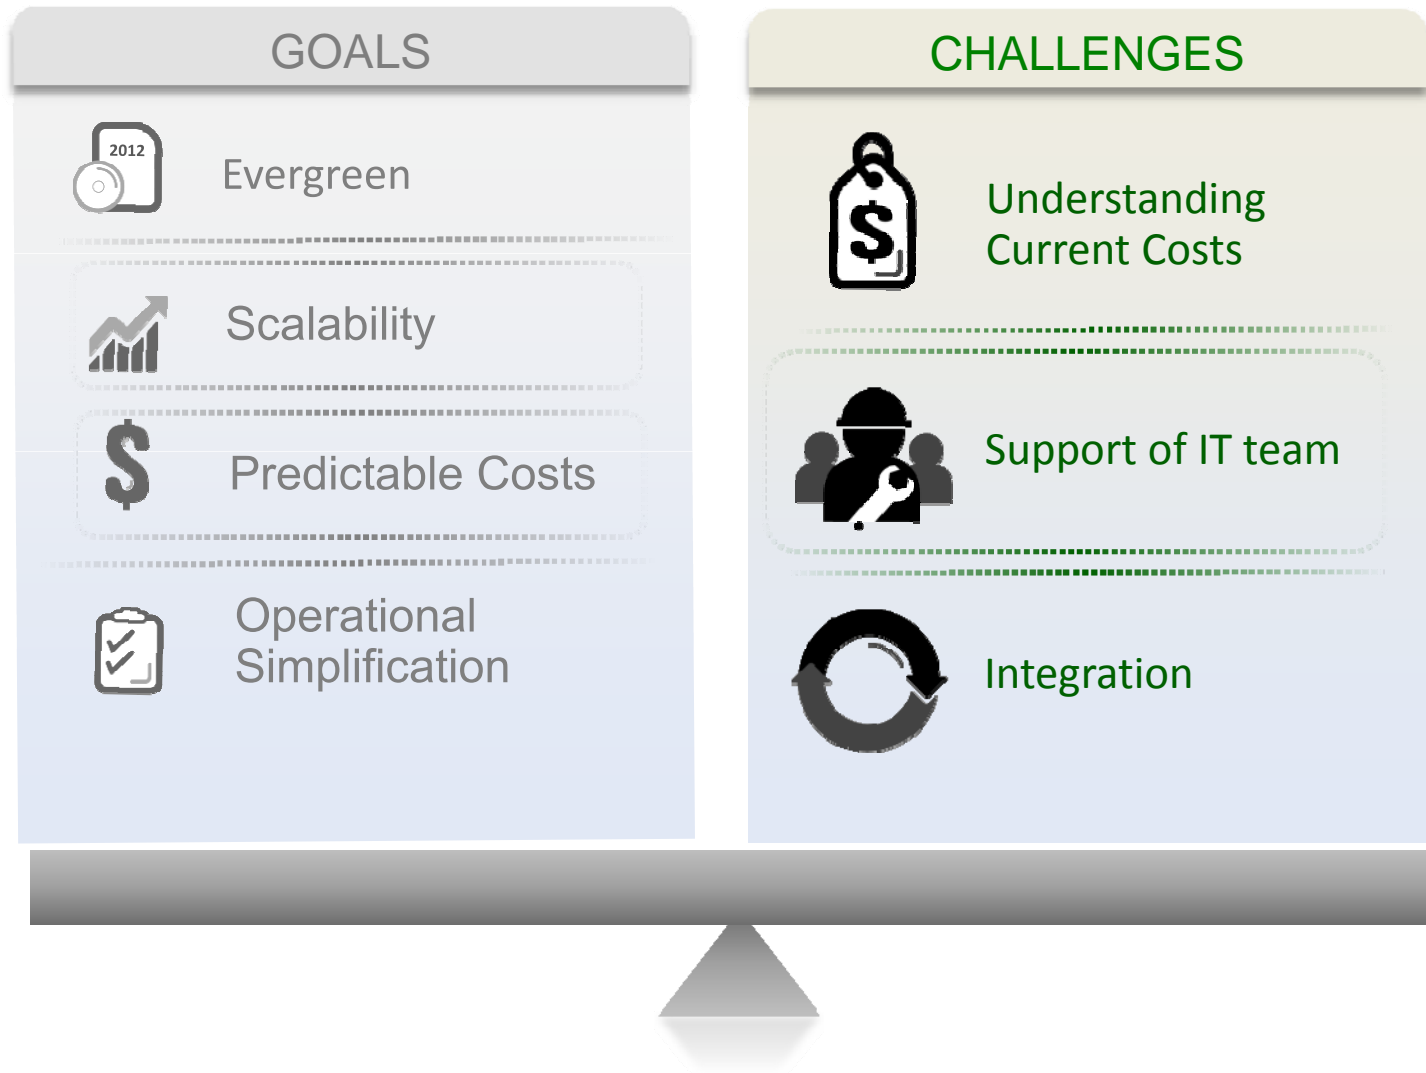 GOALS
2012
Evergreen
Scalability
$
Predictable Costs
Operational
Simplification
CHALLENGES
$
Understanding
Current Costs
Support of IT team
Integration